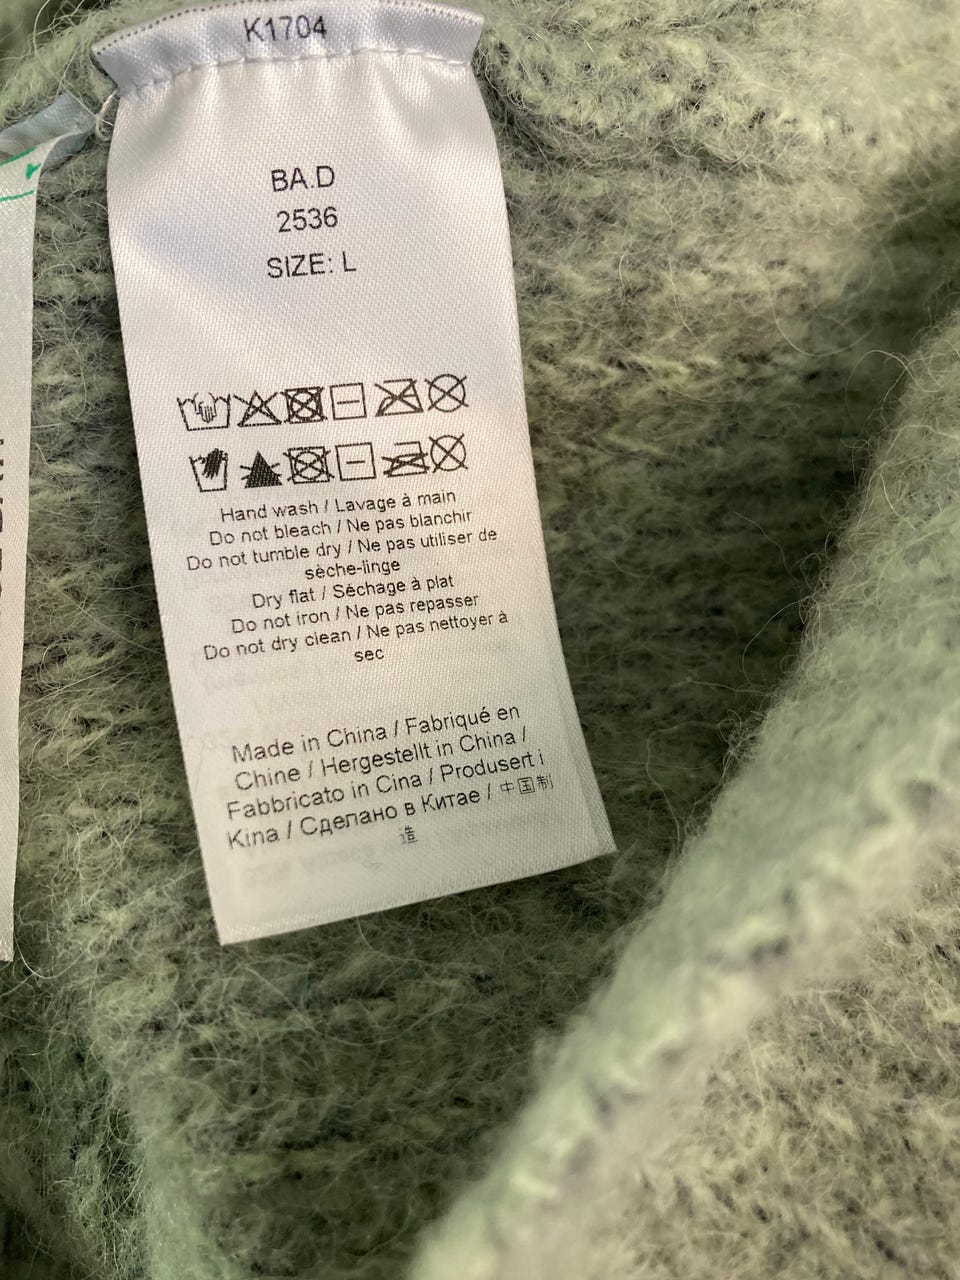 K1704
BA.D
2536
SIZE: L
Hand wash / Lavage à main
Do not bleach / Ne pas blanchir
Do not tumble dry / Ne pas utiliser de
sèche-linge
Dry flat / Séchage à plat
Do not iron / Ne pas repasser
Do not dry clean / Ne pas nettoyer à
sec
Made in China / Fabriqué en
Chine / Hergestellt in China /
Fabbricato in Cina / Produsert i
Kina / Сделано в Китае / 中国制
造